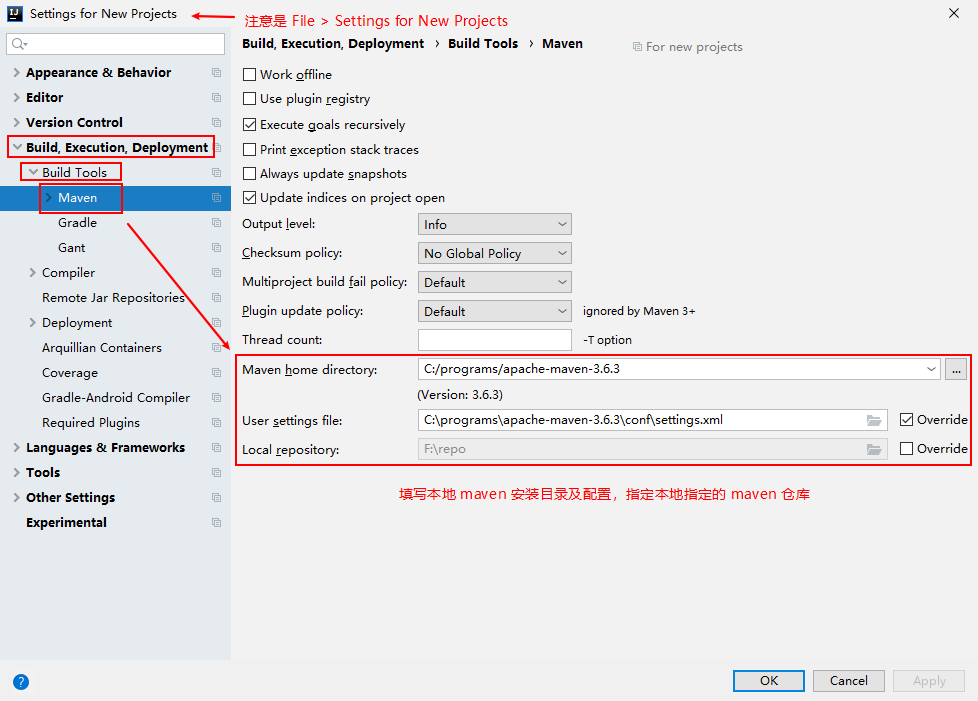 Settings for New Projects
注意是 File > Settings for New Projects
Build, Execution, Deployment › Build Tools › Maven
For new projects
Appearance & Behavior
Editor
Version Control
Build, Execution, Deployment
Build Tools
Maven
Gradle
Gant
Compiler
Remote Jar Repositories
Deployment
Arquillian Containers
Coverage
Gradle-Android Compiler
Required Plugins
Languages & Frameworks
Tools
Other Settings
Experimental
Work offline
Use plugin registry
Execute goals recursively
Print exception stack traces
Always update snapshots
Update indices on project open
Output level: Info
Checksum policy: No Global Policy
Multiproject build fail policy: Default
Plugin update policy: Default ignored by Maven 3+
Thread count: -T option
Maven home directory: C:/programs/apache-maven-3.6.3 ...
(Version: 3.6.3)
User settings file: C:\programs\apache-maven-3.6.3\conf\settings.xml Override
Local repository: F:\repo Override
填写本地 maven 安装目录及配置，指定本地指定的 maven 仓库
? OK Cancel Apply